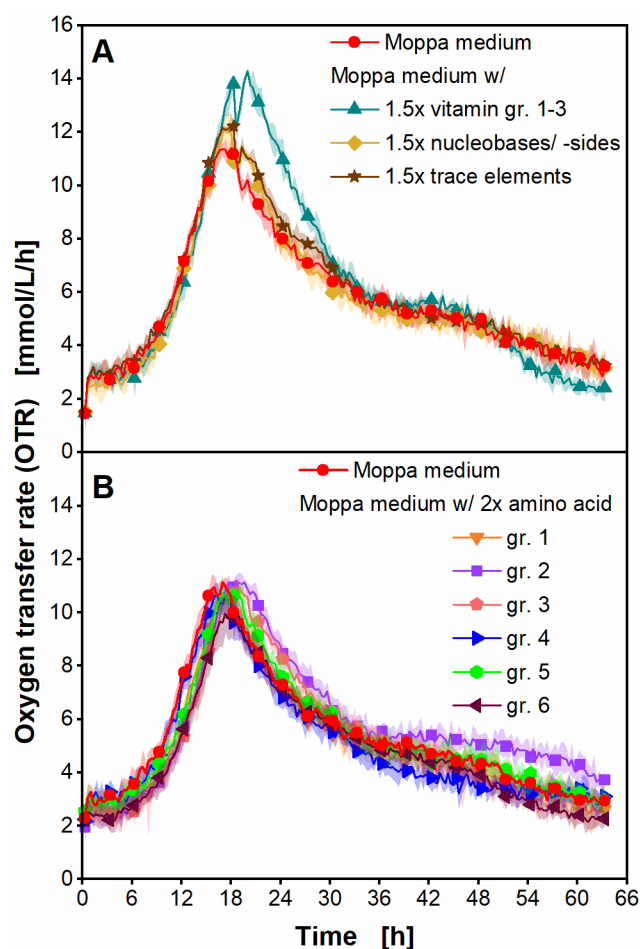 A
Moppa medium
Moppa medium w/
1.5x vitamin gr. 1-3
1.5x nucleobases/ -sides
1.5x trace elements
16
14
12
10
8
6
4
2
0
B
Moppa medium
Moppa medium w/ 2x amino acid
gr. 1
gr. 2
gr. 3
gr. 4
gr. 5
gr. 6
14
12
10
8
6
4
2
0
Oxygen transfer rate (OTR) [mmol/L/h]
0 6 12 18 24 30 36 42 48 54 60 66
Time [h]